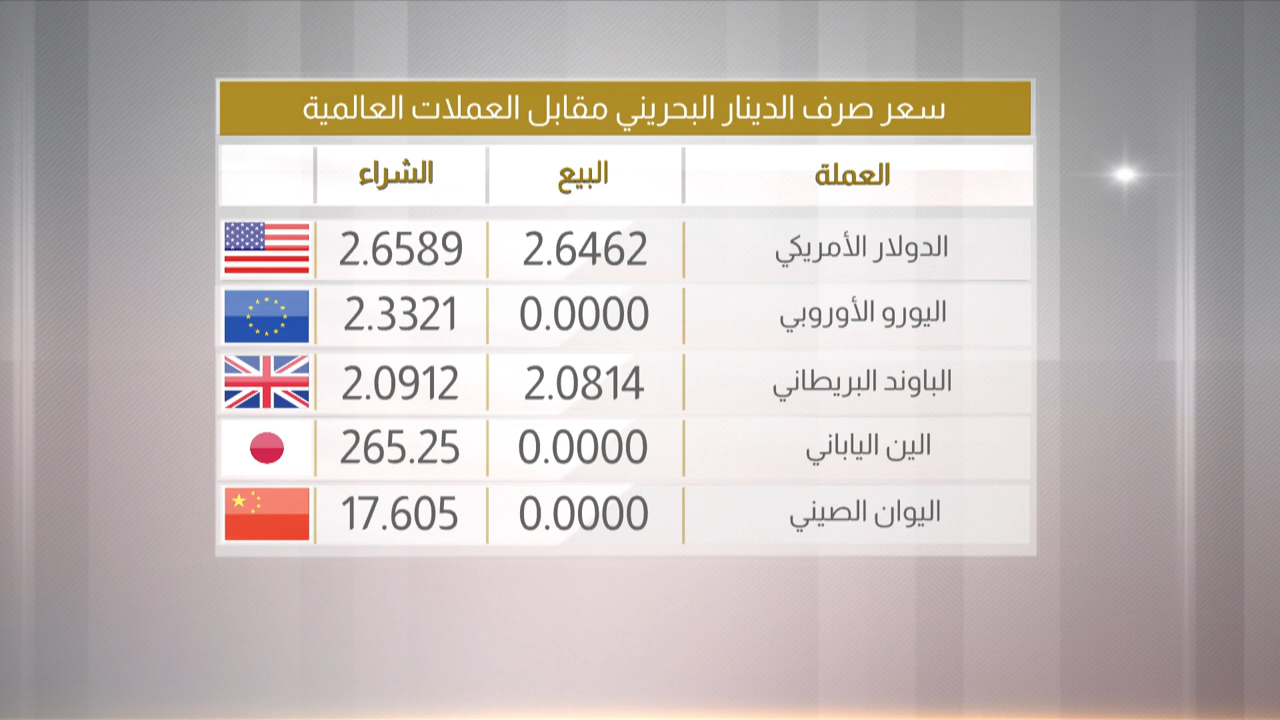 سعر صرف الدينار البحريني مقابل العملات العالمية
العملة البيع الشراء
الدولار الأمريكي 2.6462 2.6589
اليورو الأوروبي 0.0000 2.3321
الباوند البريطاني 2.0814 2.0912
الين الياباني 0.0000 265.25
اليوان الصيني 0.0000 17.605